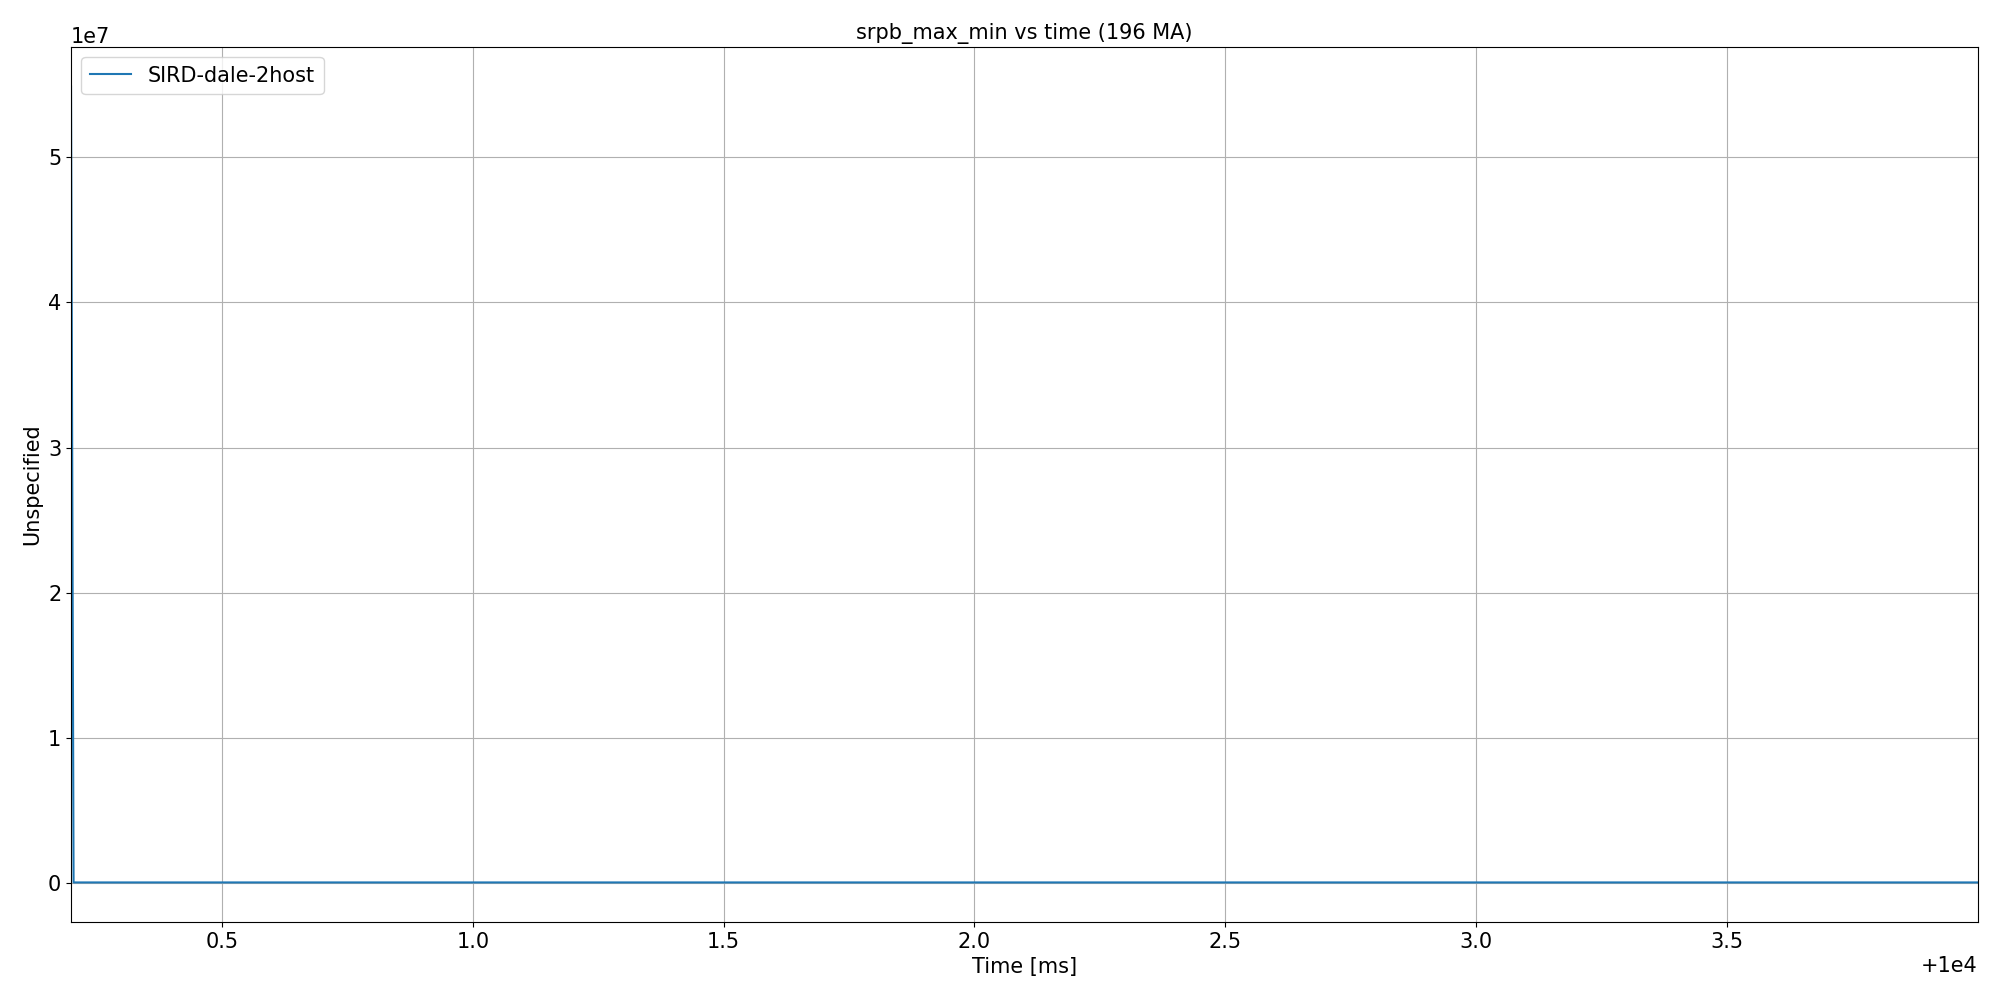 srpb_max_min vs time (196 MA)
1e7
SIRD-dale-2host
5
4
3
2
1
0
Unspecified
0.5 1.0 1.5 2.0 2.5 3.0 3.5
Time [ms]
+1e4